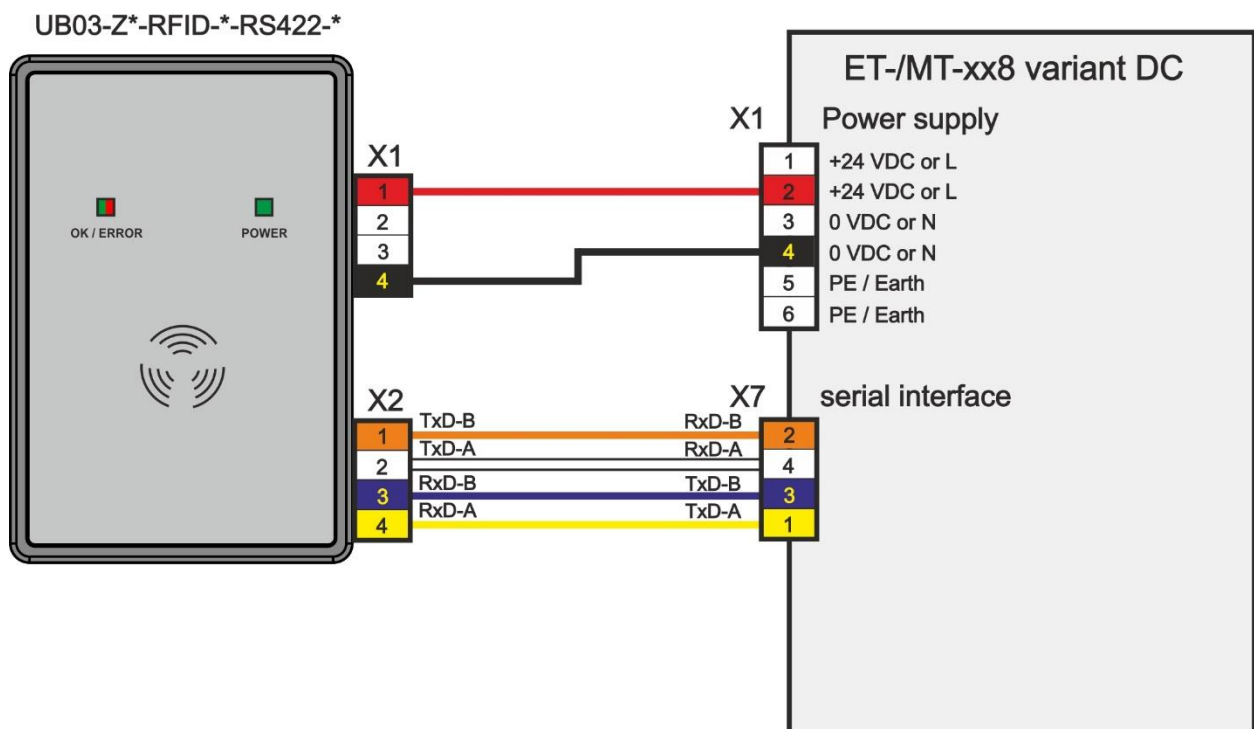 UB03-Z*-RFID-*-RS422-*
ET-/MT-xx8 variant DC
X1 Power supply
X1
1 +24 VDC or L
1 2 +24 VDC or L
2 3 0 VDC or N
OK / ERROR POWER
3 4 0 VDC or N
4 5 PE / Earth
6 PE / Earth
X2 X7 serial interface
1 TxD-B RxD-B 2
2 TxD-A RxD-A 4
3 RxD-B TxD-B 3
4 RxD-A TxD-A 1